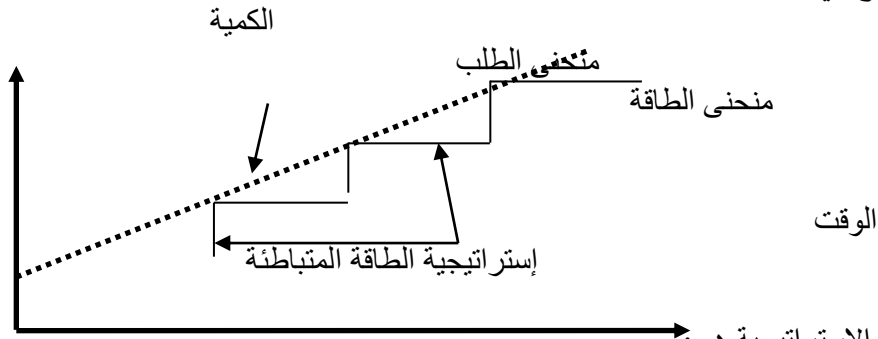 الكمية
منحنى الطلب
منحنى الطاقة
الوقت
إستراتيجية الطاقة المتباطئة